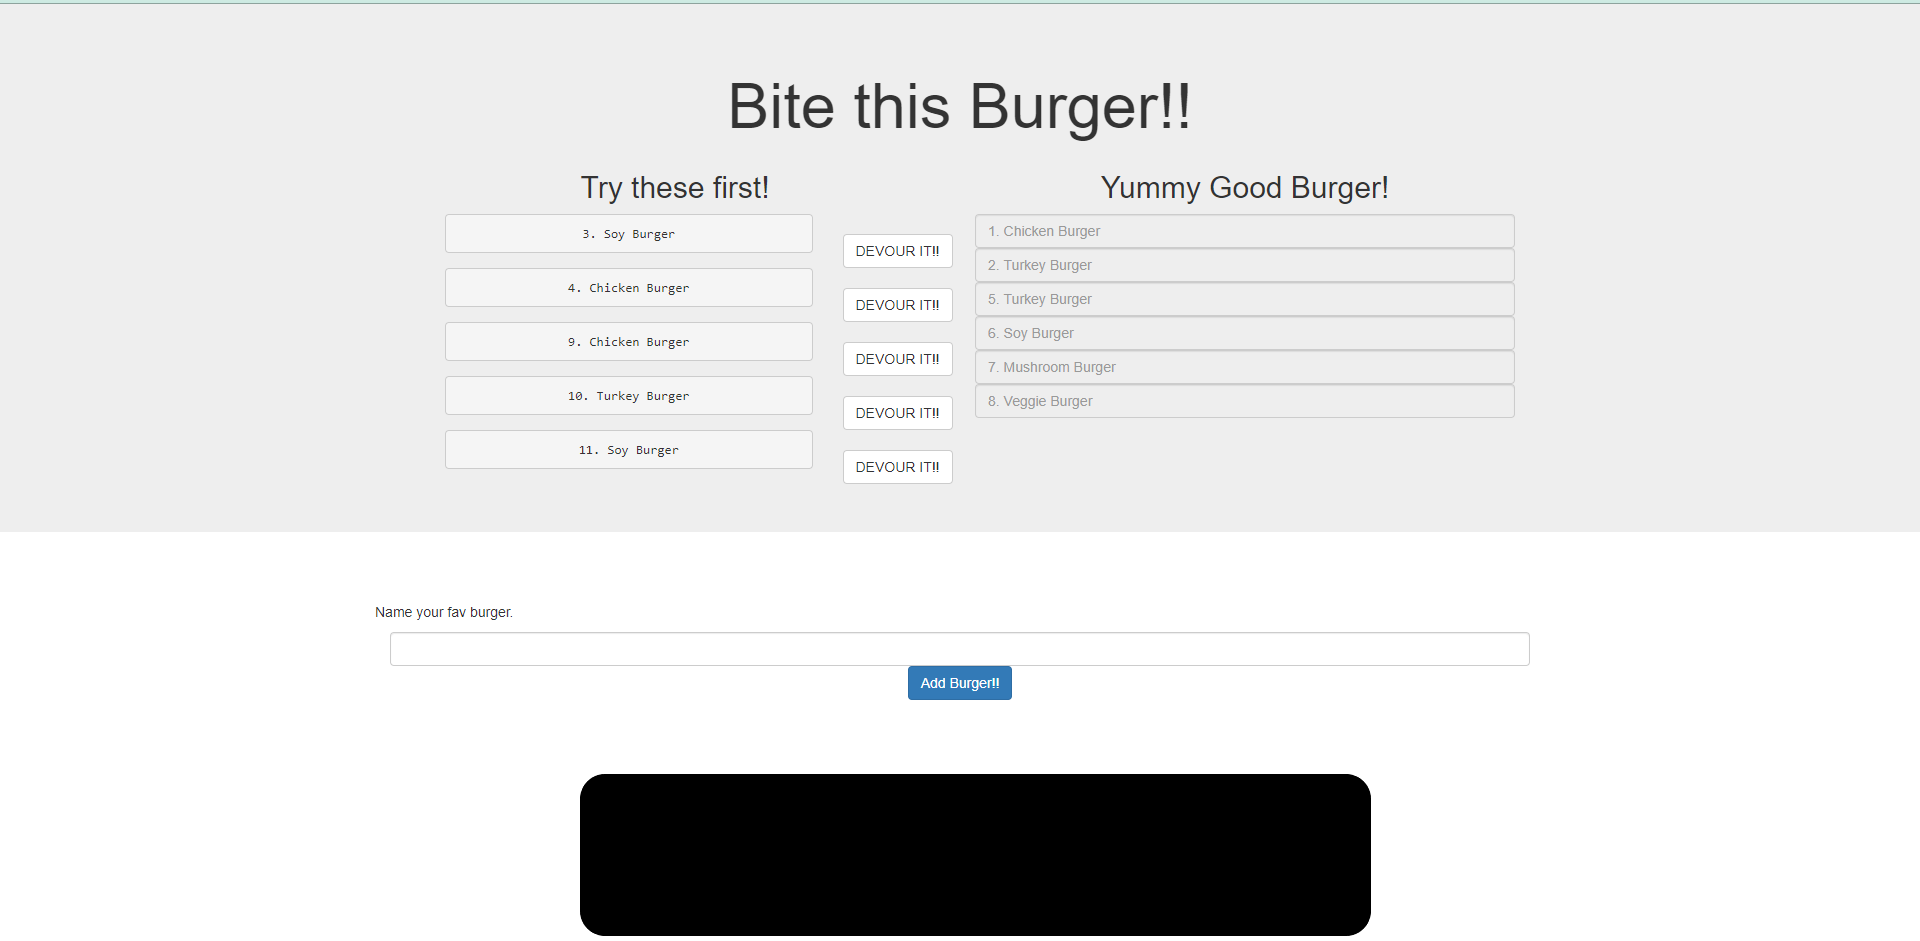 Bite this Burger!!
Try these first!
3. Soy Burger
DEVOUR IT!!
4. Chicken Burger
DEVOUR IT!!
9. Chicken Burger
DEVOUR IT!!
10. Turkey Burger
DEVOUR IT!!
11. Soy Burger
DEVOUR IT!!
Yummy Good Burger!
1. Chicken Burger
2. Turkey Burger
5. Turkey Burger
6. Soy Burger
7. Mushroom Burger
8. Veggie Burger
Name your fav burger.
Add Burger!!